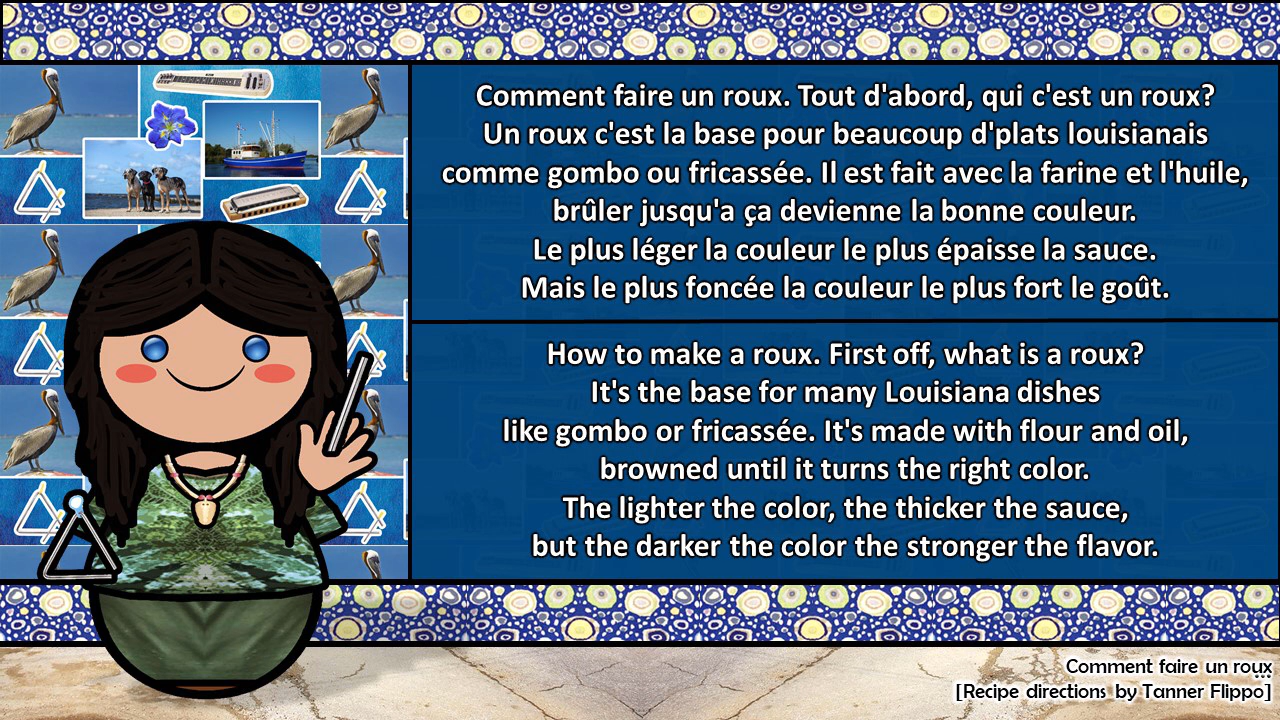 Comment faire un roux. Tout d'abord, qui c'est un roux?
Un roux c'est la base pour beaucoup d'plats louisianais
comme gombo ou fricassée. Il est fait avec la farine et l'huile,
brûler jusqu'a ça devienne la bonne couleur.
Le plus léger la couleur le plus épaisse la sauce.
Mais le plus foncée la couleur le plus fort le goût.
How to make a roux. First off, what is a roux?
It's the base for many Louisiana dishes
like gombo or fricassée. It's made with flour and oil,
browned until it turns the right color.
The lighter the color, the thicker the sauce,
but the darker the color the stronger the flavor.
Comment faire un roux
[Recipe directions by Tanner Flippo]